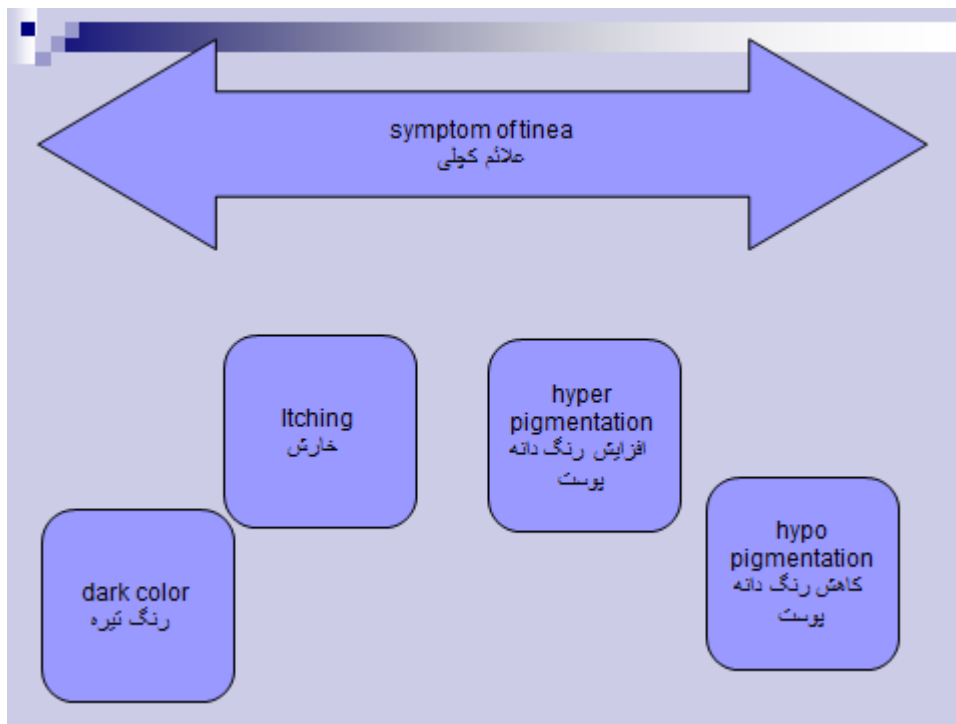 symptom of tinea
علائم کچلی
Itching
خارش
hyper
pigmentation
افزایش رنگ دانه
پوست
dark color
رنگ تیره
hypo
pigmentation
کاهش رنگ دانه
پوست